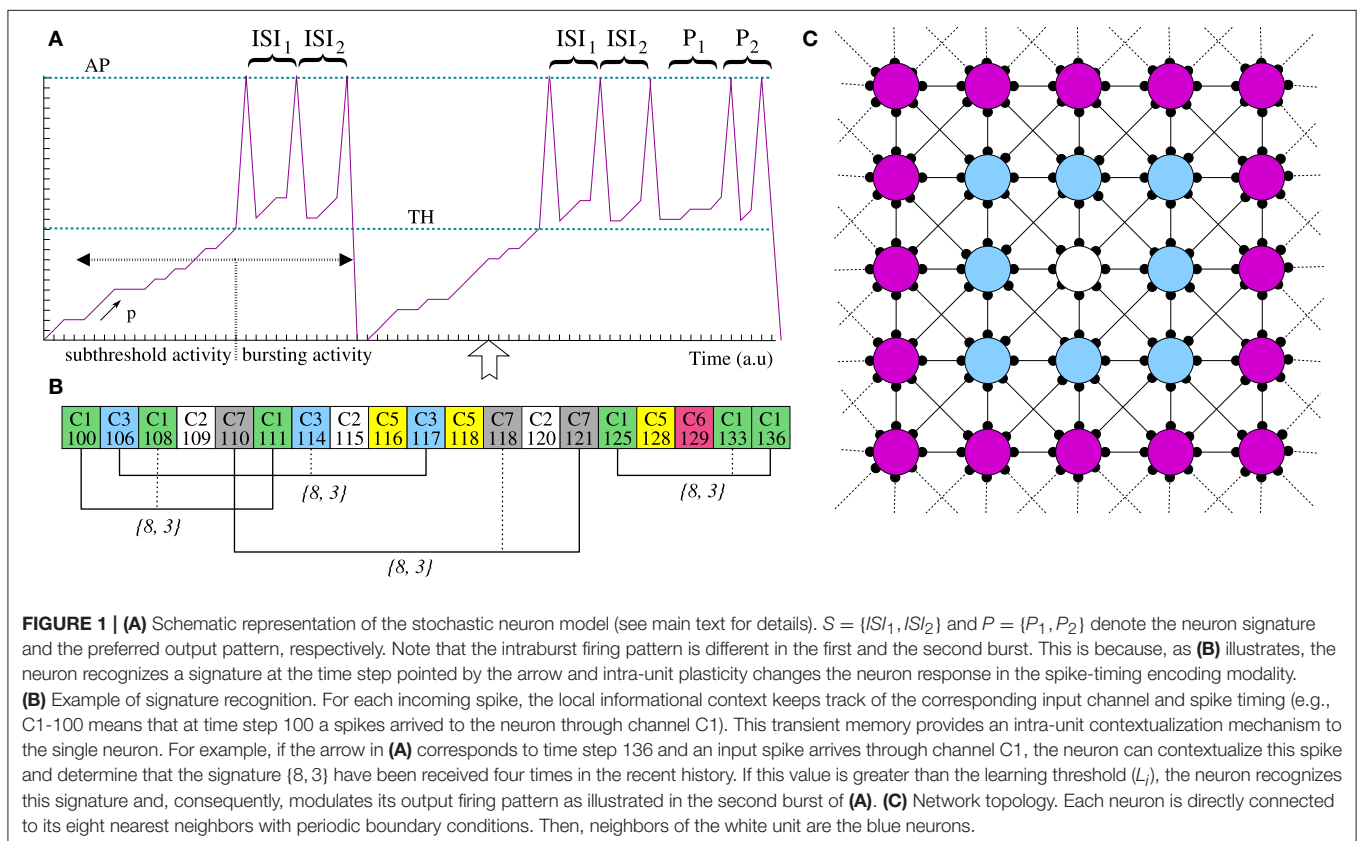 A
ISI1 ISI2 ISI1 ISI2 P1 P2
C
AP
TH
p
subthreshold activity bursting activity Time (a.u)
B
C1 C3 C1 C2 C7 C1 C3 C2 C5 C3 C5 C7 C2 C7 C1 C5 C6 C1 C1
100 106 108 109 110 111 114 115 116 117 118 118 120 121 125 128 129 133 136
{8, 3} {8, 3}
{8, 3}
{8, 3}
FIGURE 1 | (A) Schematic representation of the stochastic neuron model (see main text for details). S = {ISI1, ISI2} and P = {P1, P2} denote the neuron signature
and the preferred output pattern, respectively. Note that the intraburst firing pattern is different in the first and the second burst. This is because, as (B) illustrates, the
neuron recognizes a signature at the time step pointed by the arrow and intra-unit plasticity changes the neuron response in the spike-timing encoding modality.
(B) Example of signature recognition. For each incoming spike, the local informational context keeps track of the corresponding input channel and spike timing (e.g.,
C1-100 means that at time step 100 a spikes arrived to the neuron through channel C1). This transient memory provides an intra-unit contextualization mechanism to
the single neuron. For example, if the arrow in (A) corresponds to time step 136 and an input spike arrives through channel C1, the neuron can contextualize this spike
and determine that the signature {8, 3} have been received four times in the recent history. If this value is greater than the learning threshold (Li), the neuron recognizes
this signature and, consequently, modulates its output firing pattern as illustrated in the second burst of (A). (C) Network topology. Each neuron is directly connected
to its eight nearest neighbors with periodic boundary conditions. Then, neighbors of the white unit are the blue neurons.